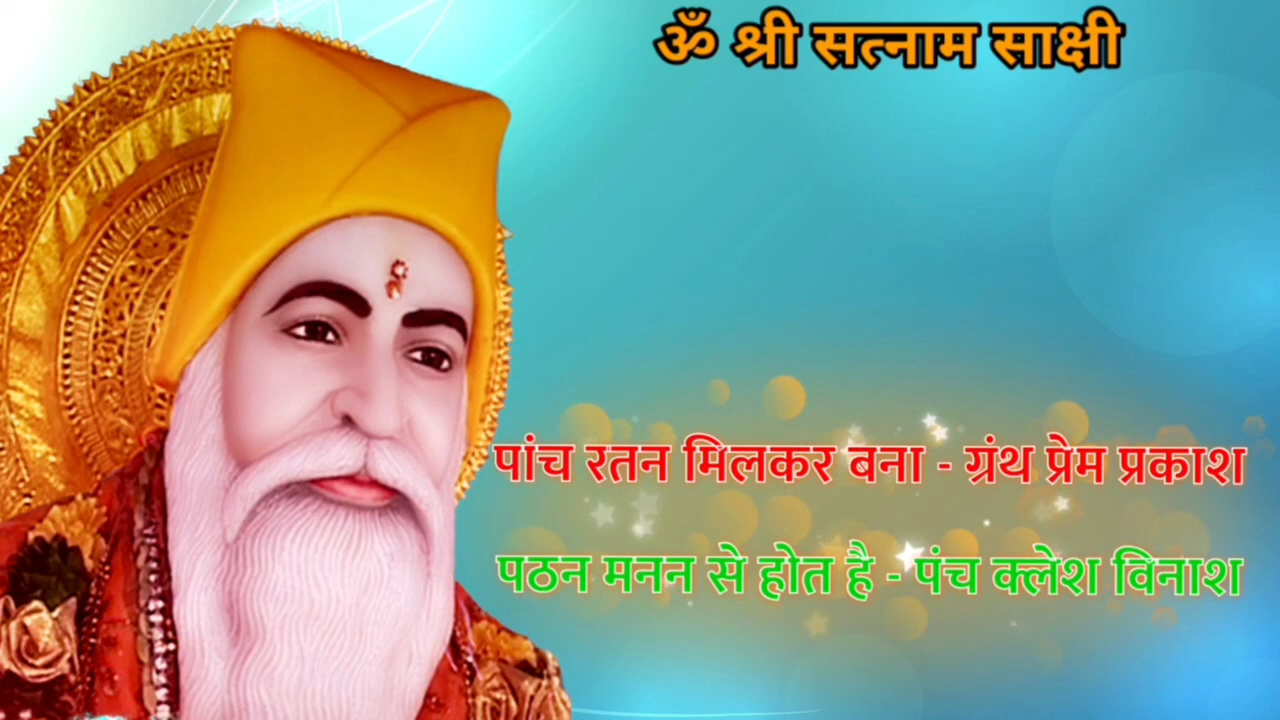 ॐ श्री सत्नाम साक्षी
पांच रतन मिलकर बना - ग्रंथ प्रेम प्रकाश
पठन मनन से होत है - पंच क्लेश विनाश